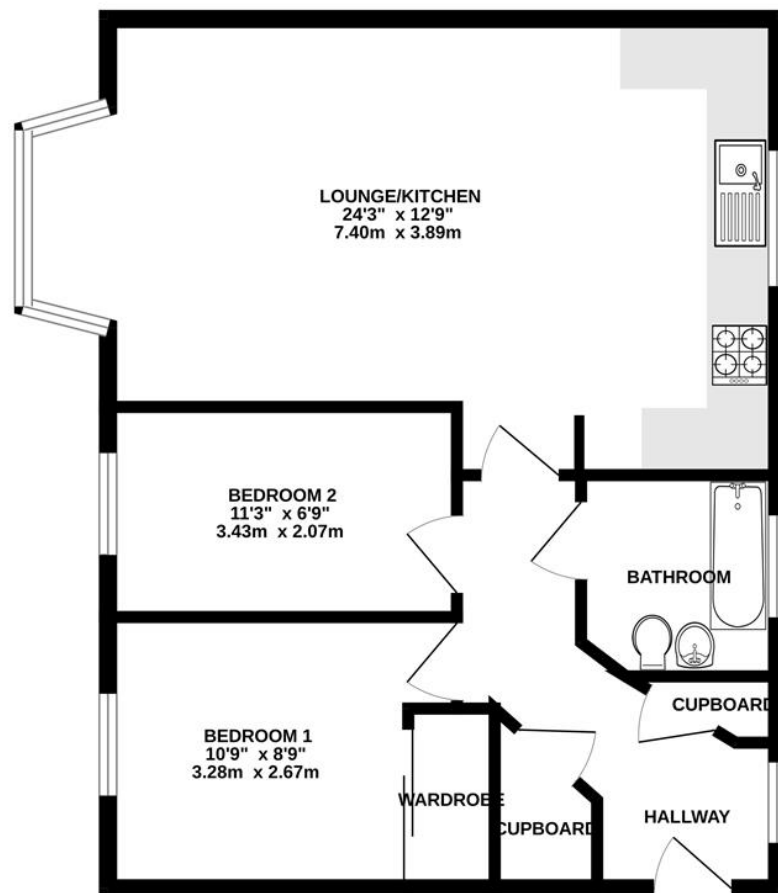 LOUNGE/KITCHEN
24'3" x 12'9"
7.40m x 3.89m
BEDROOM 2
11'3" x 6'9"
3.43m x 2.07m
BATHROOM
CUPBOARD
BEDROOM 1
10'9" x 8'9"
3.28m x 2.67m
WARDROBE
CUPBOARD
HALLWAY